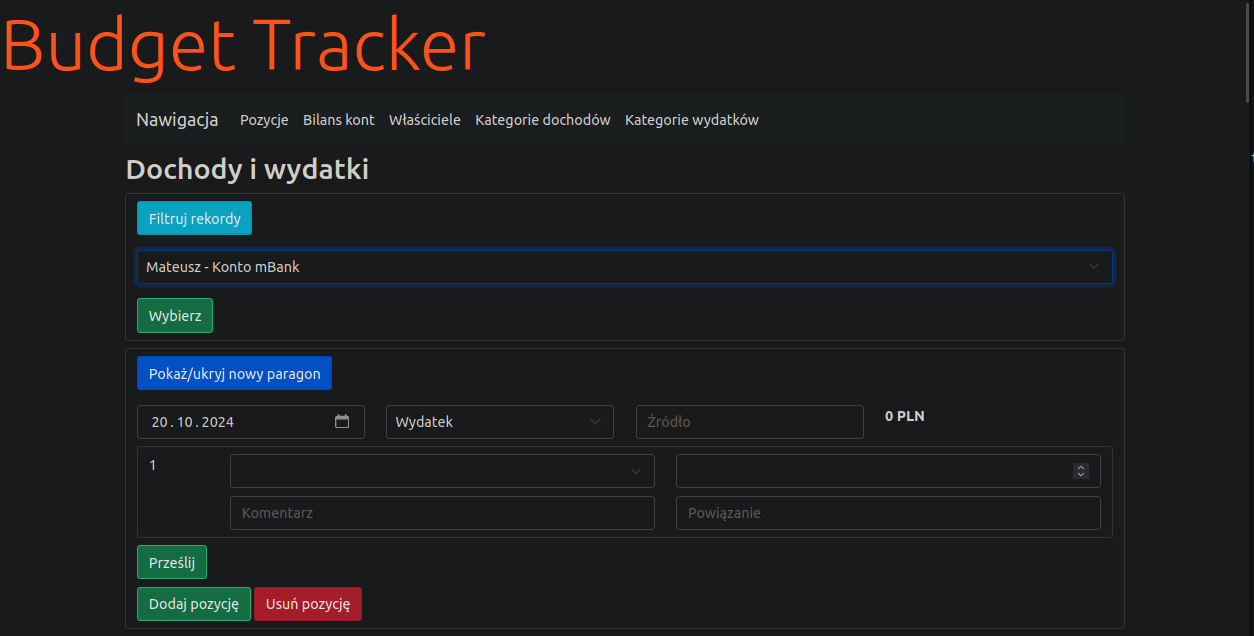 Budget Tracker
Nawigacja Pozycje Bilans kont Właściciele Kategorie dochodów Kategorie wydatków
Dochody i wydatki
Filtruj rekordy
Mateusz - Konto mBank
Wybierz
Pokaż/ukryj nowy paragon
20.10.2024 Wydatek Źródło 0 PLN
1
Komentarz Powiązanie
Prześlij
Dodaj pozycję Usuń pozycję